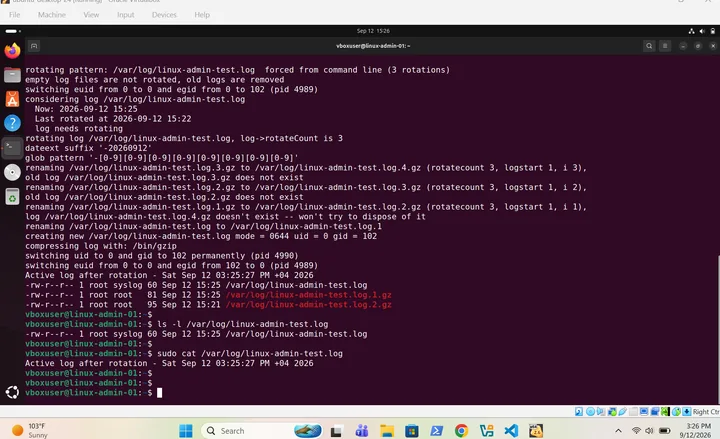 File Machine View Input Devices Help
Sep 12 13:26
vboxuser@linux-admin-01: ~
rotating pattern: /var/log/linux-admin-test.log forced from command line (3 rotations)
empty log files are not rotated, old logs are removed
switching euid from 0 to 0 and egid from 0 to 102 (pid 4989)
considering log /var/log/linux-admin-test.log
Now: 2026-09-12 15:25
Last rotated at 2026-09-12 15:22
log needs rotating
rotating log /var/log/linux-admin-test.log, log->rotateCount is 3
dateext suffix '-20260912'
glob pattern '-[0-9][0-9][0-9][0-9][0-9][0-9][0-9][0-9]'
renaming /var/log/linux-admin-test.log.3.gz to /var/log/linux-admin-test.log.4.gz (rotatecount 3, logstart 1, i 3),
old log /var/log/linux-admin-test.log.3.gz does not exist
renaming /var/log/linux-admin-test.log.2.gz to /var/log/linux-admin-test.log.3.gz (rotatecount 3, logstart 1, i 2),
old log /var/log/linux-admin-test.log.2.gz does not exist
renaming /var/log/linux-admin-test.log.1.gz to /var/log/linux-admin-test.log.2.gz (rotatecount 3, logstart 1, i 1),
log /var/log/linux-admin-test.log.4.gz doesn't exist -- won't try to dispose of it
renaming /var/log/linux-admin-test.log to /var/log/linux-admin-test.log.1
creating new /var/log/linux-admin-test.log mode = 0644 uid = 0 gid = 102
compressing log with: /bin/gzip
switching uid to 0 and gid to 102 permanently (pid 4990)
switching euid from 0 to 0 and egid from 102 to 0 (pid 4989)
Active log after rotation - Sat Sep 12 03:25:27 PM +04 2026
-rw-r--r-- 1 root syslog 60 Sep 12 15:25 /var/log/linux-admin-test.log
-rw-r--r-- 1 root root 81 Sep 12 15:25 /var/log/linux-admin-test.log.1.gz
-rw-r--r-- 1 root root 95 Sep 12 15:21 /var/log/linux-admin-test.log.2.gz
vboxuser@linux-admin-01:~$
vboxuser@linux-admin-01:~$ ls -l /var/log/linux-admin-test.log
-rw-r--r-- 1 root syslog 60 Sep 12 15:25 /var/log/linux-admin-test.log
vboxuser@linux-admin-01:~$
vboxuser@linux-admin-01:~$ sudo cat /var/log/linux-admin-test.log
Active log after rotation - Sat Sep 12 03:25:27 PM +04 2026
vboxuser@linux-admin-01:~$
vboxuser@linux-admin-01:~$
vboxuser@linux-admin-01:~$
Right Ctr
103°F
Sunny
Search
3:26 PM
9/12/2026